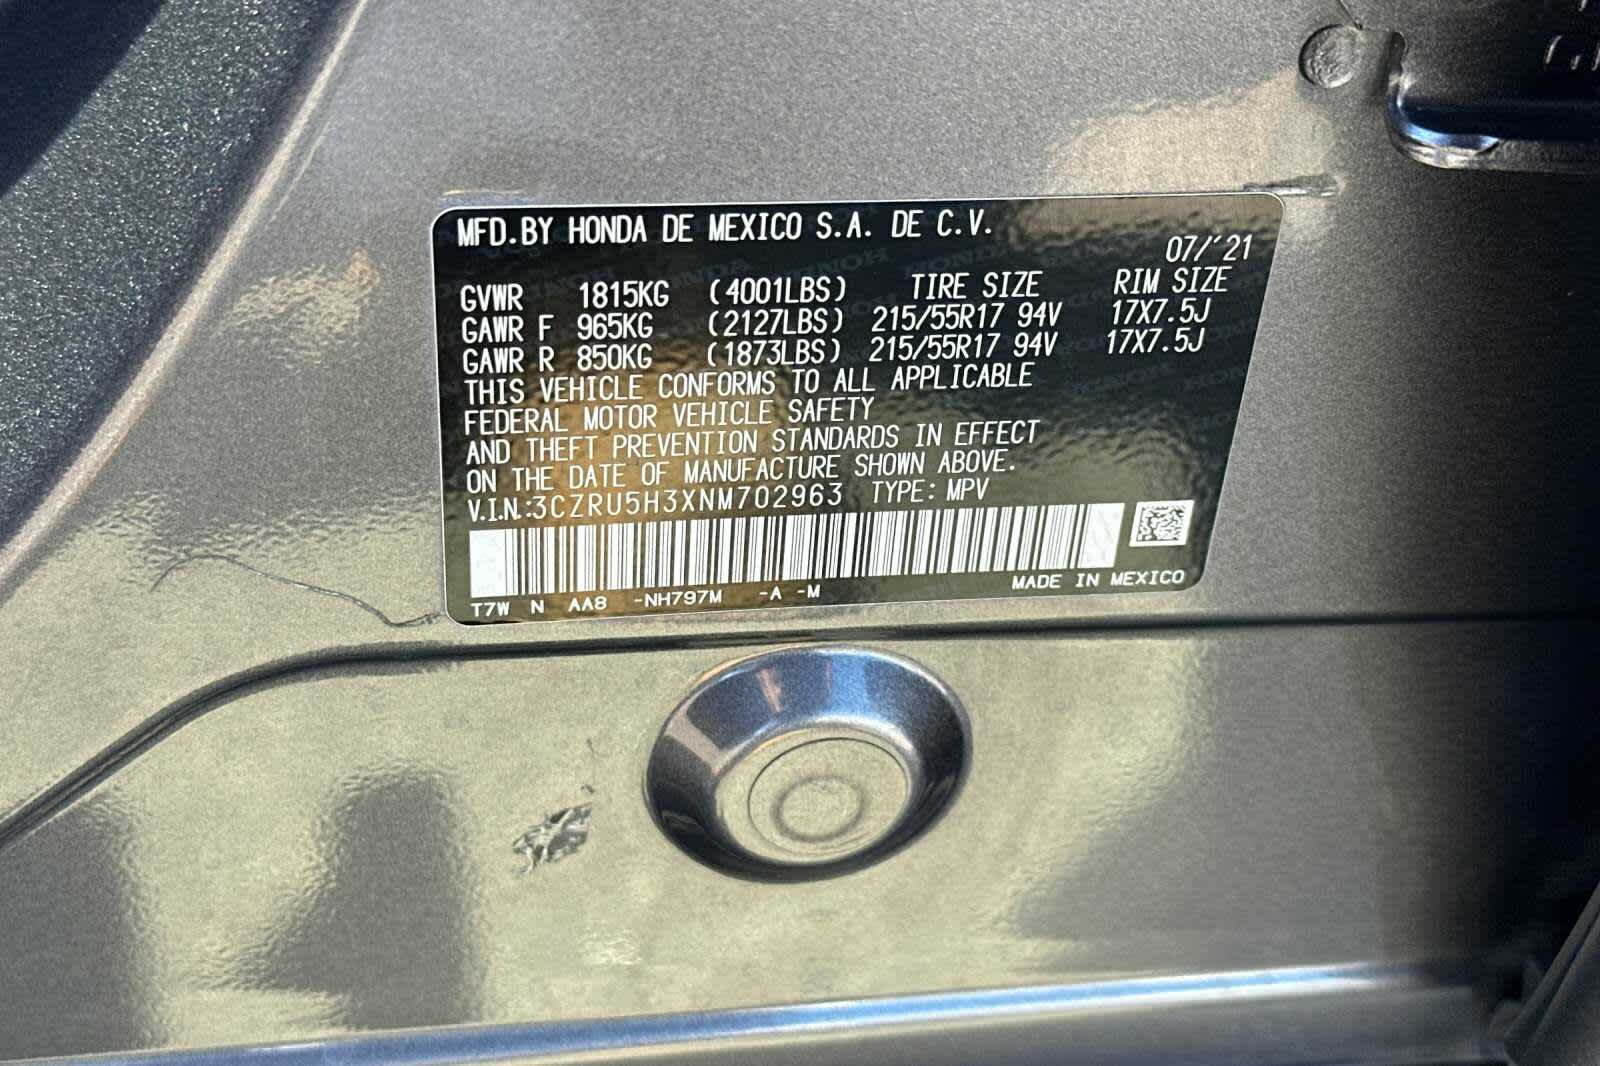 MFD.BY HONDA DE MEXICO S.A. DE C.V.
07/'21
GVWR 1815KG (4001LBS) TIRE SIZE RIM SIZE
GAWR F 965KG (2127LBS) 215/55R17 94V 17X7.5J
GAWR R 850KG (1873LBS) 215/55R17 94V 17X7.5J
THIS VEHICLE CONFORMS TO ALL APPLICABLE
FEDERAL MOTOR VEHICLE SAFETY
AND THEFT PREVENTION STANDARDS IN EFFECT
ON THE DATE OF MANUFACTURE SHOWN ABOVE.
V.I.N.:3CZRU5H3XNM702963 TYPE: MPV
MADE IN MEXICO
T7W N AA8 -NH797M -A -M